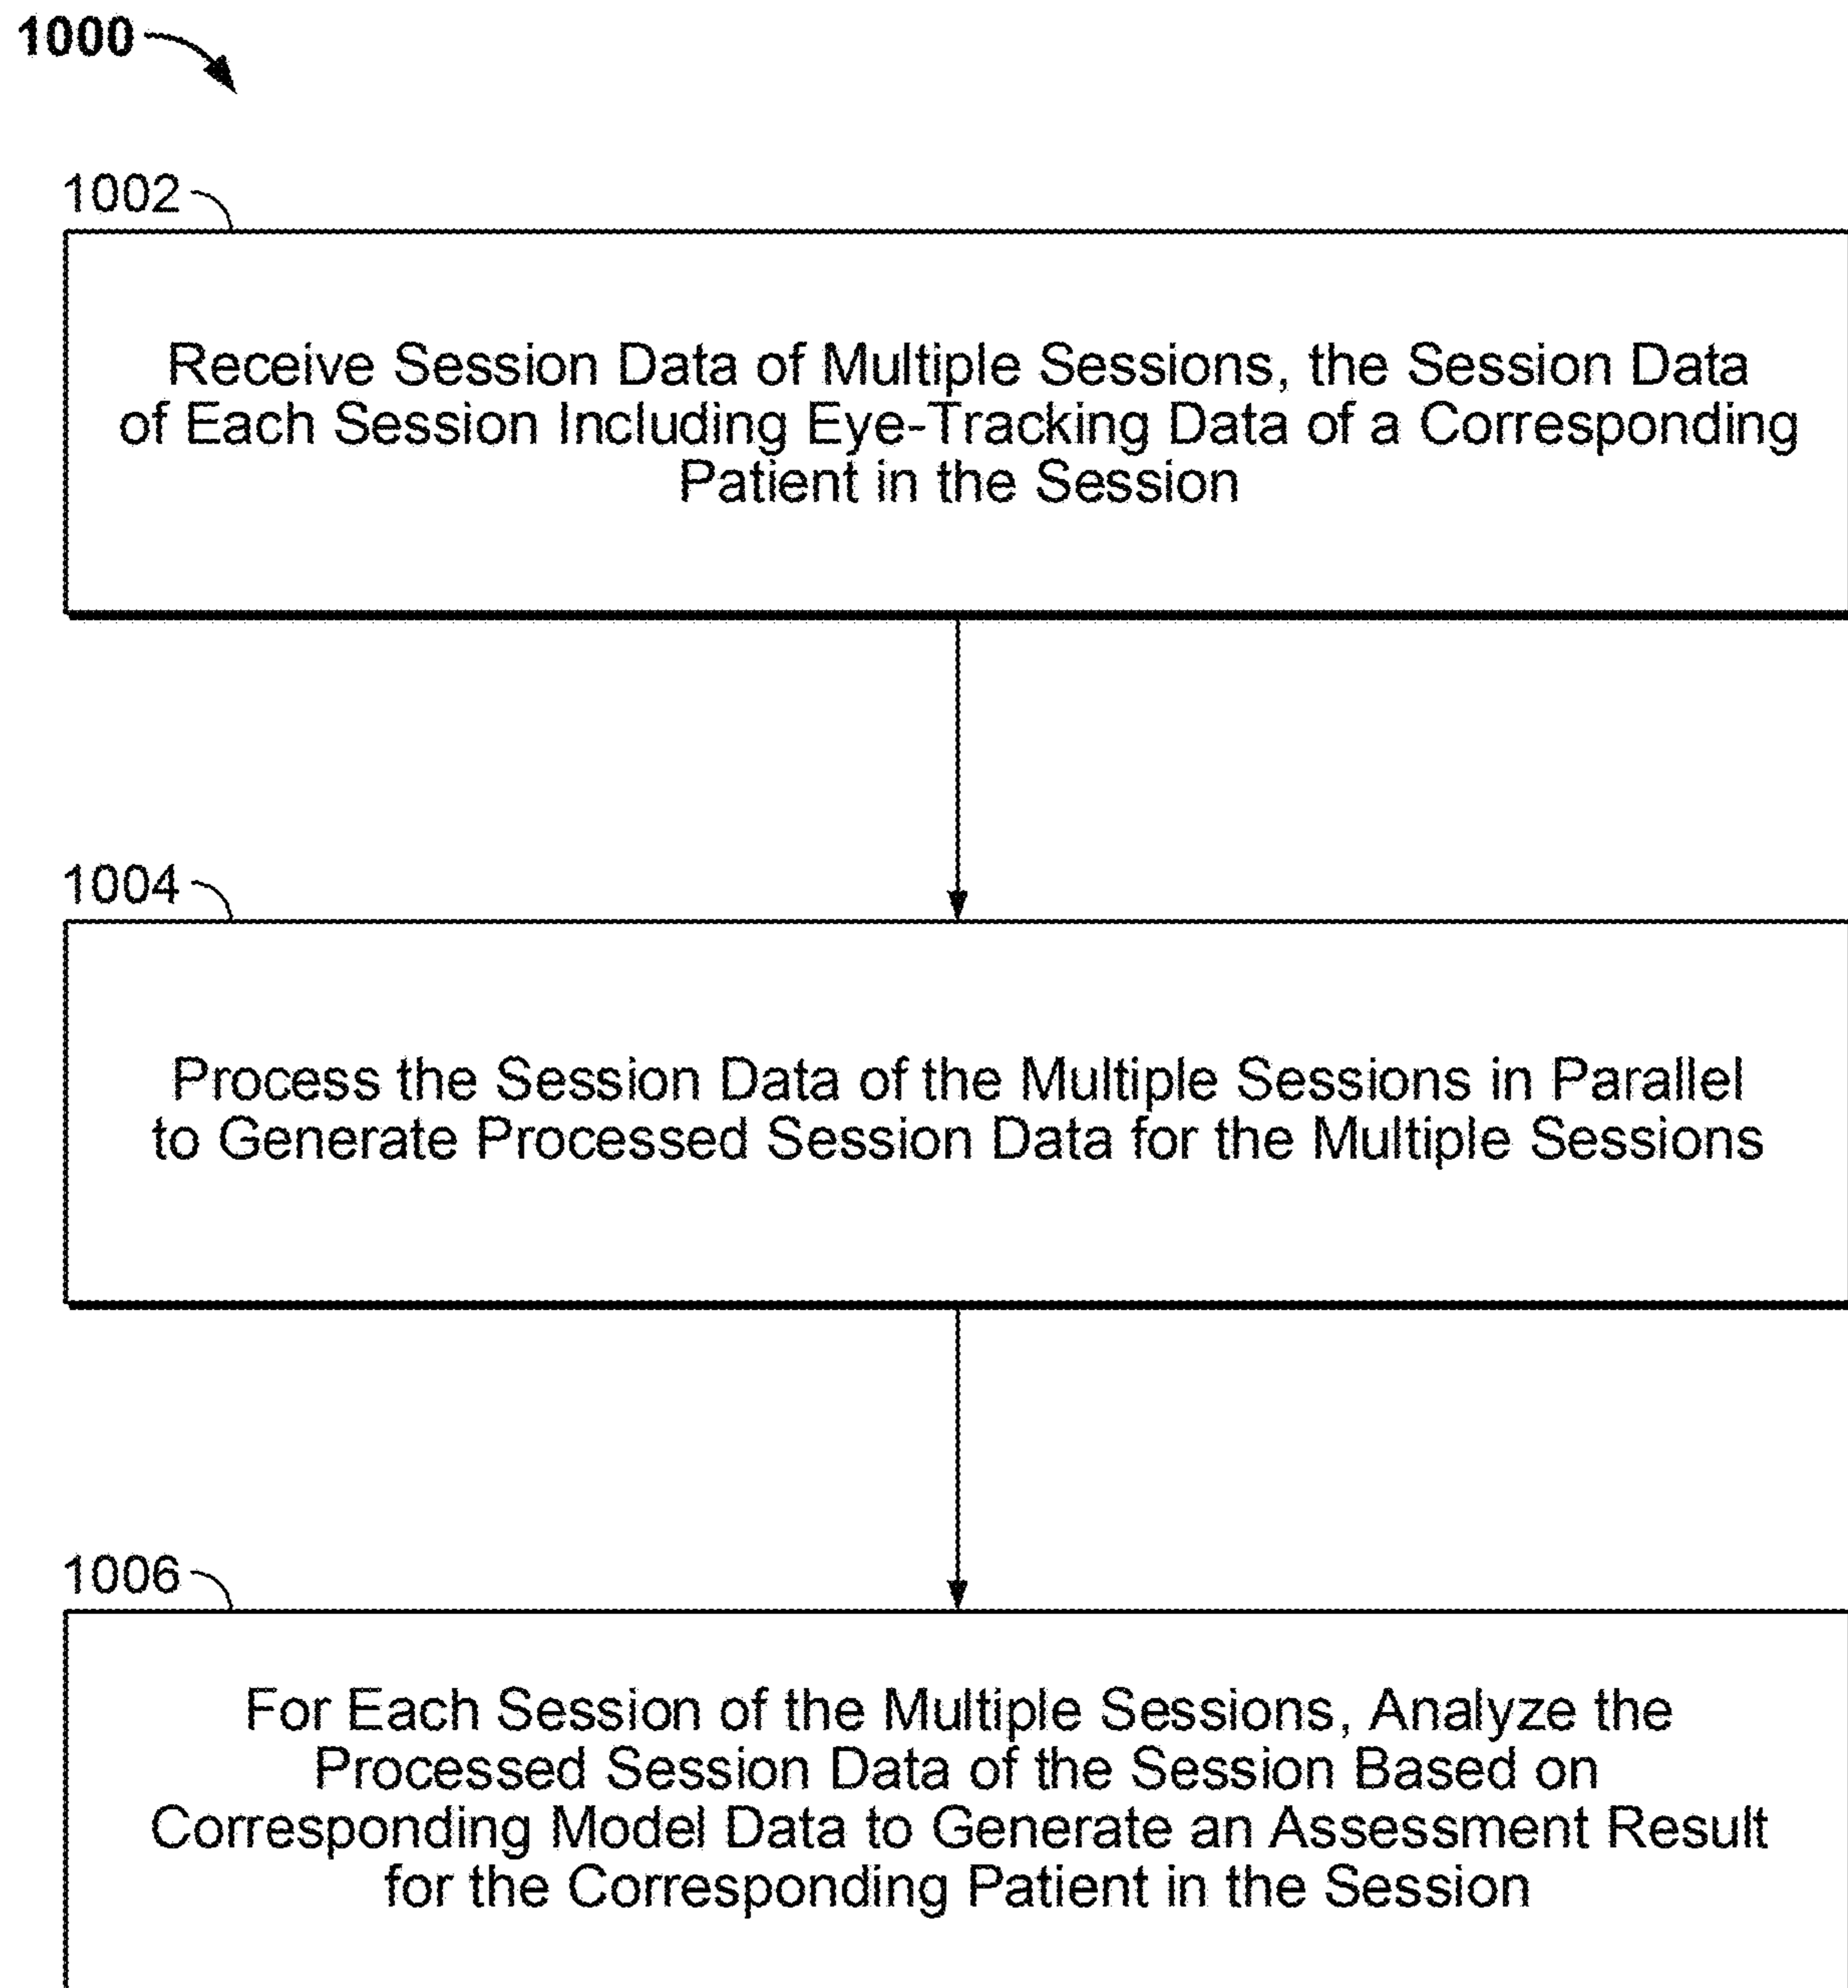 1000
1002
Receive Session Data of Multiple Sessions, the Session Data
of Each Session Including Eye-Tracking Data of a Corresponding
Patient in the Session
1004
Process the Session Data of the Multiple Sessions in Parallel
to Generate Processed Session Data for the Multiple Sessions
1006
For Each Session of the Multiple Sessions, Analyze the
Processed Session Data of the Session Based on
Corresponding Model Data to Generate an Assessment Result
for the Corresponding Patient in the Session